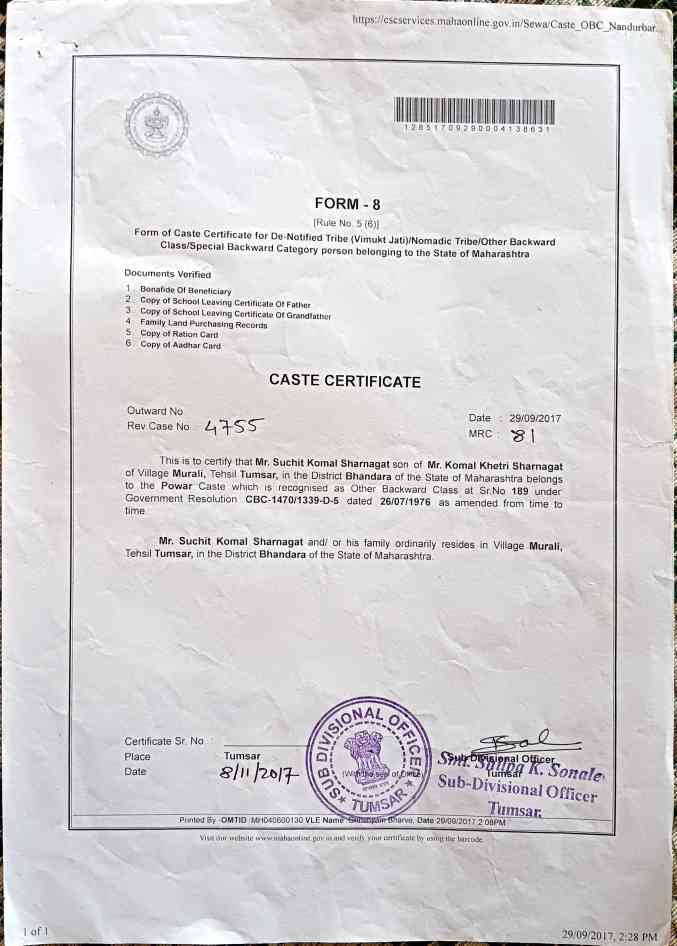 https://cscservices.mahaonline.gov.in/Sewa/Caste_OBC_Nandurbar...
12851709290004138631
FORM - 8
[Rule No. 5 (6)]
Form of Caste Certificate for De-Notified Tribe (Vimukt Jati)/Nomadic Tribe/Other Backward
Class/Special Backward Category person belonging to the State of Maharashtra
Documents Verified
1 Bonafide Of Beneficiary
2 Copy of School Leaving Certificate Of Father
3 Copy of School Leaving Certificate Of Grandfather
4 Family Land Purchasing Records
5 Copy of Ration Card
6 Copy of Aadhar Card
CASTE CERTIFICATE
Outward No
Rev.Case No 4755
Date : 29/09/2017
MRC : 81
This is to certify that Mr. Suchit Komal Sharnagat son of Mr. Komal Khetri Sharnagat
of Village Murali, Tehsil Tumsar, in the District Bhandara of the State of Maharashtra belongs
to the Powar Caste which is recognised as Other Backward Class at Sr.No 189 under
Government Resolution CBC-1470/1339-D-5 dated 26/07/1976 as amended from time to
time
Mr. Suchit Komal Sharnagat and/ or his family ordinarily resides in Village Murali,
Tehsil Tumsar, in the District Bhandara of the State of Maharashtra.
Certificate Sr. No :
Place Tumsar
Date 8/11/2017
SUB DIVISIONAL OFFICER
TUMSAR
(With the seal of Office)
Sub Divisional Officer
Tumsar
Smt. Shilpa K. Sonale,
Sub-Divisional Officer
Tumsar.
Printed By -OMTID :MH040600130 VLE Name Bharve, Date 29/09/2017 2:08PM
Visit our website www.mahaonline.gov.in and verify your certificate by using the barcode.
1 of 1
29/09/2017, 2:28 PM